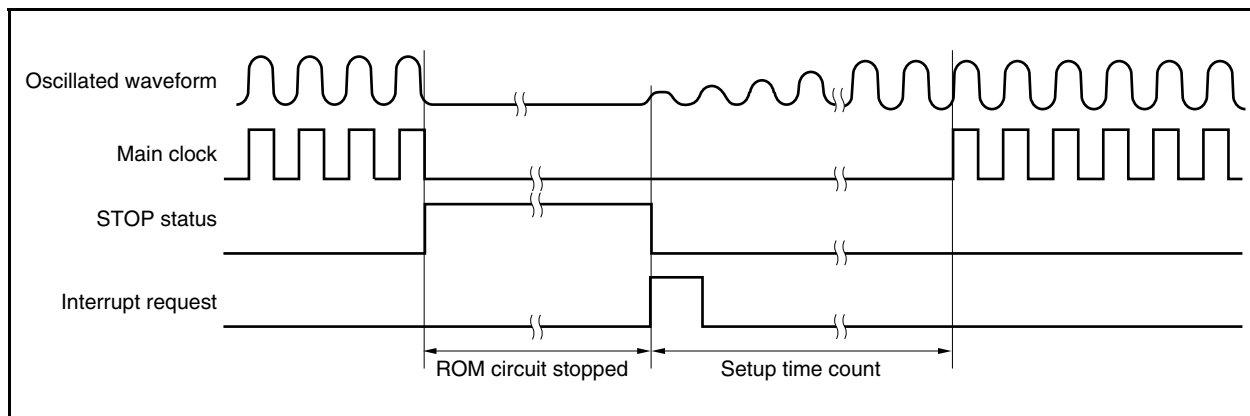 Oscillated waveform
Main clock
STOP status
Interrupt request
ROM circuit stopped
Setup time count